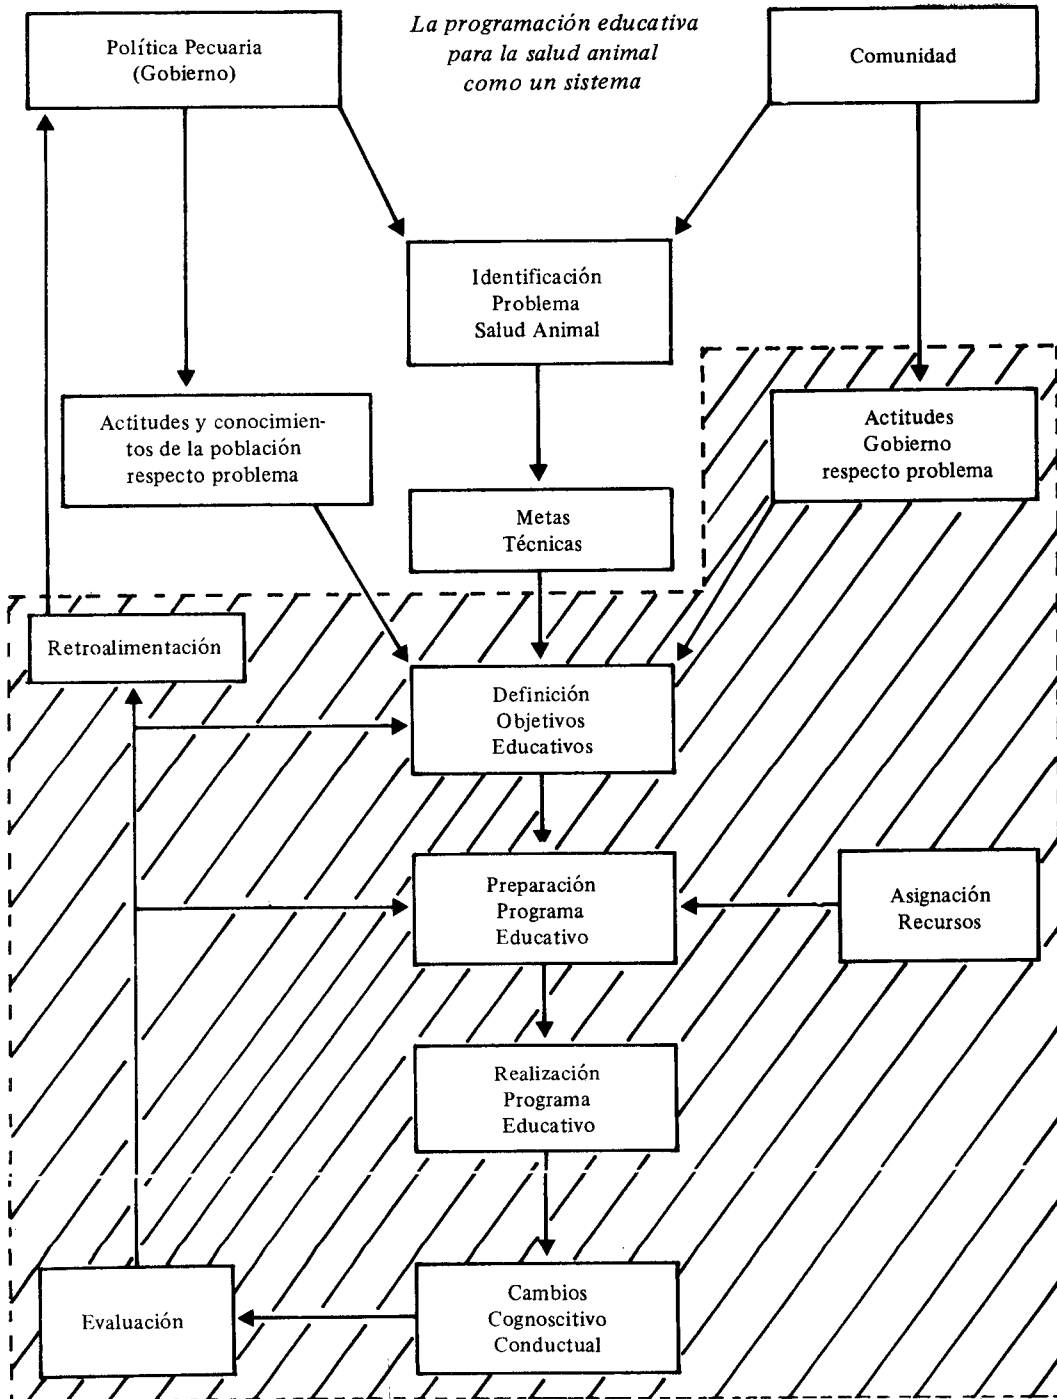 La programación educativa
para la salud animal
como un sistema
Política Pecuaria
(Gobierno)
Comunidad
Identificación
Problema
Salud Animal
Actitudes y conocimien-
tos de la población
respecto problema
Actitudes
Gobierno
respecto problema
Metas
Técnicas
Retroalimentación
Definición
Objetivos
Educativos
Preparación
Programa
Educativo
Asignación
Recursos
Realización
Programa
Educativo
Evaluación
Cambios
Cognoscitivo
Conductual